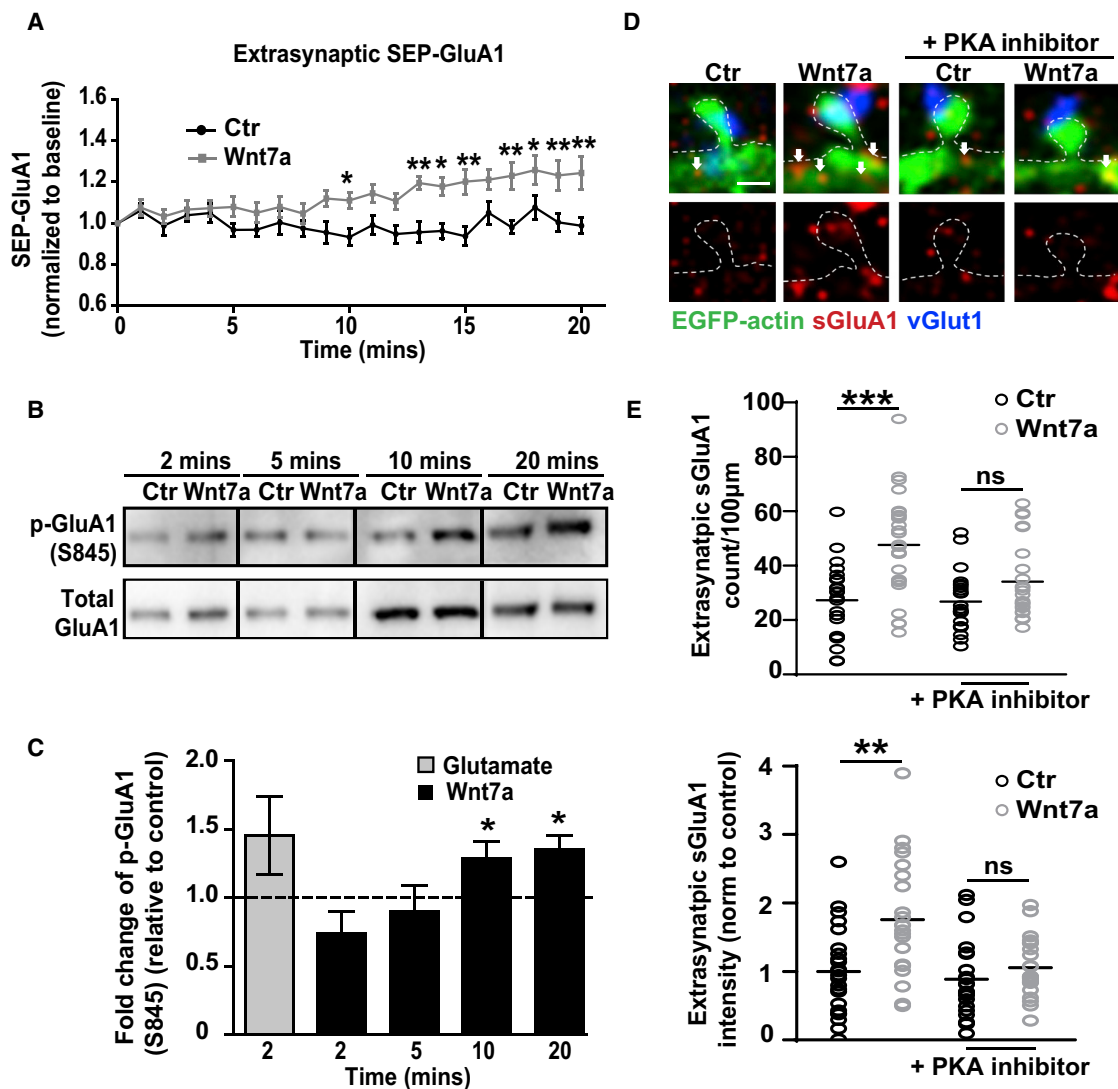 A
Extrasynaptic SEP-GluA1
SEP-GluA1
(normalized to baseline)
1.6
1.4
1.2
1.0
0.8
0.6
Ctr
Wnt7a
* ** * ** ** * ** **
0 5 10 15 20
Time (mins)
B
2 mins 5 mins 10 mins 20 mins
Ctr Wnt7a Ctr Wnt7a Ctr Wnt7a Ctr Wnt7a
p-GluA1
(S845)
Total
GluA1
C
Fold change of p-GluA1
(S845) (relative to control)
2.0
1.5
1.0
0.5
0
Glutamate
Wnt7a
* *
2 2 5 10 20
Time (mins)
D
+ PKA inhibitor
Ctr Wnt7a Ctr Wnt7a
EGFP-actin sGluA1 vGlut1
E
Extrasynatpic sGluA1
count/100µm
100
80
60
40
20
0
Ctr
Wnt7a
***
ns
+ PKA inhibitor
Extrasynatpic sGluA1
intensity (norm to control)
4
3
2
1
0
Ctr
Wnt7a
**
ns
+ PKA inhibitor